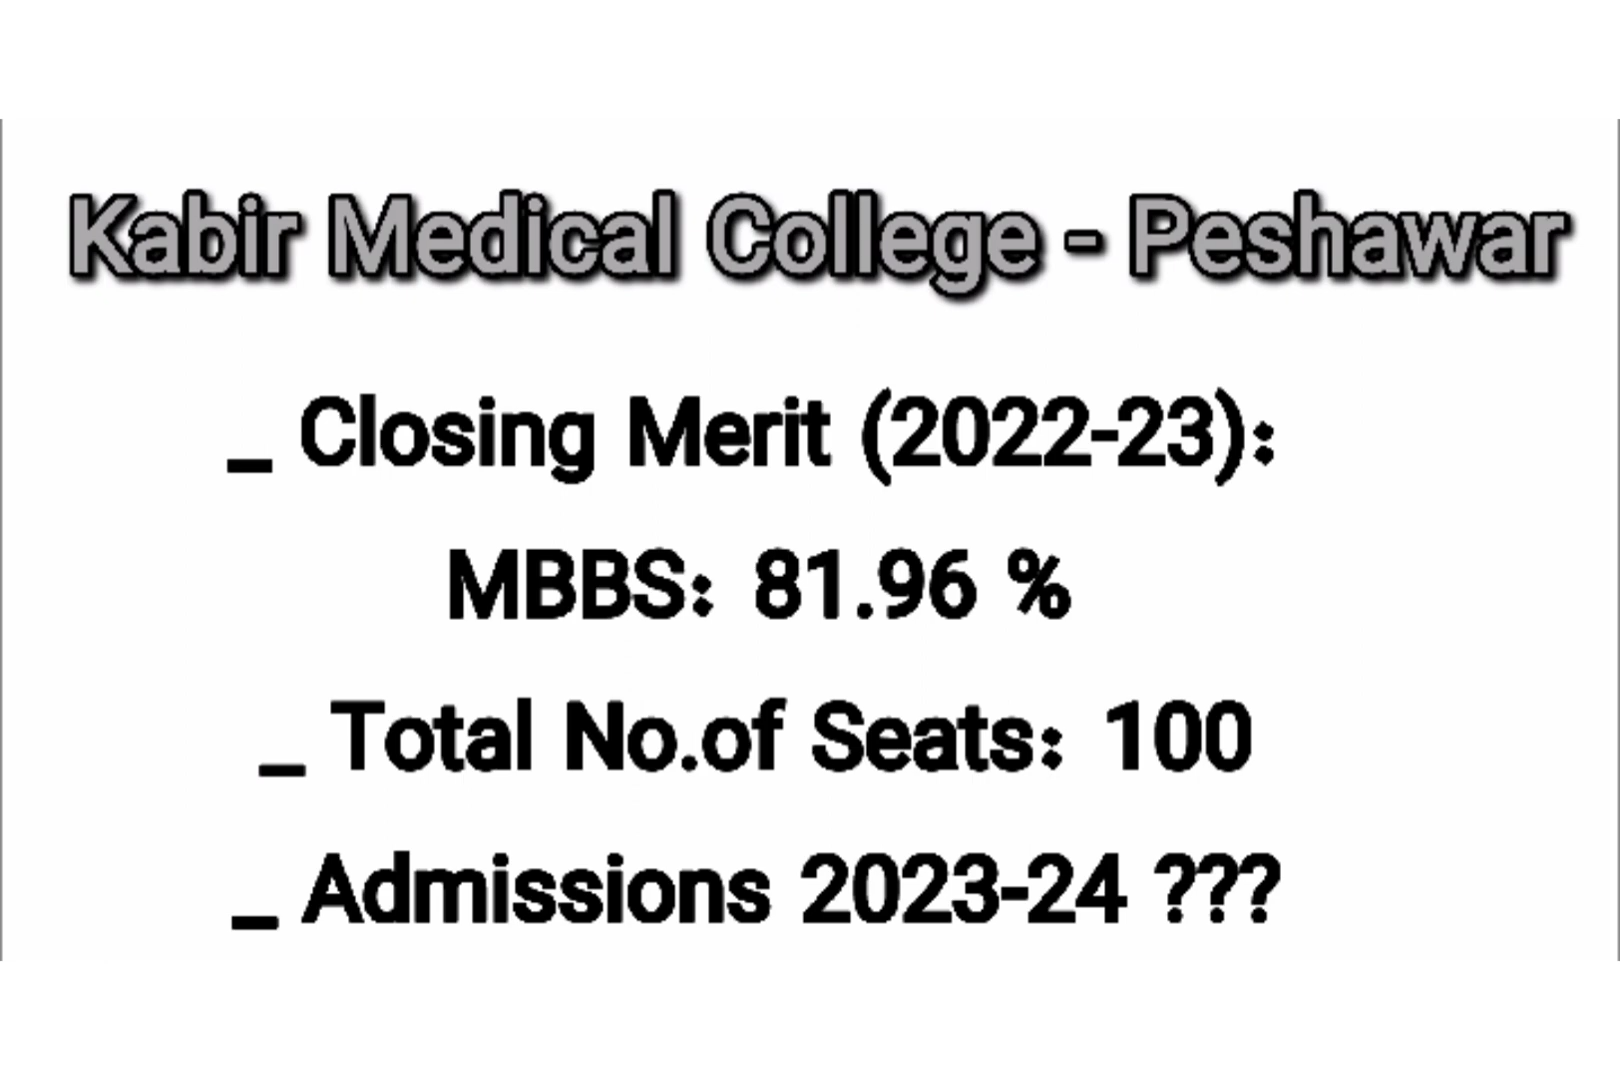 Kabir Medical College - Peshawar
_ Closing Merit (2022-23):
MBBS: 81.96 %
_ Total No.of Seats: 100
_ Admissions 2023-24 ???